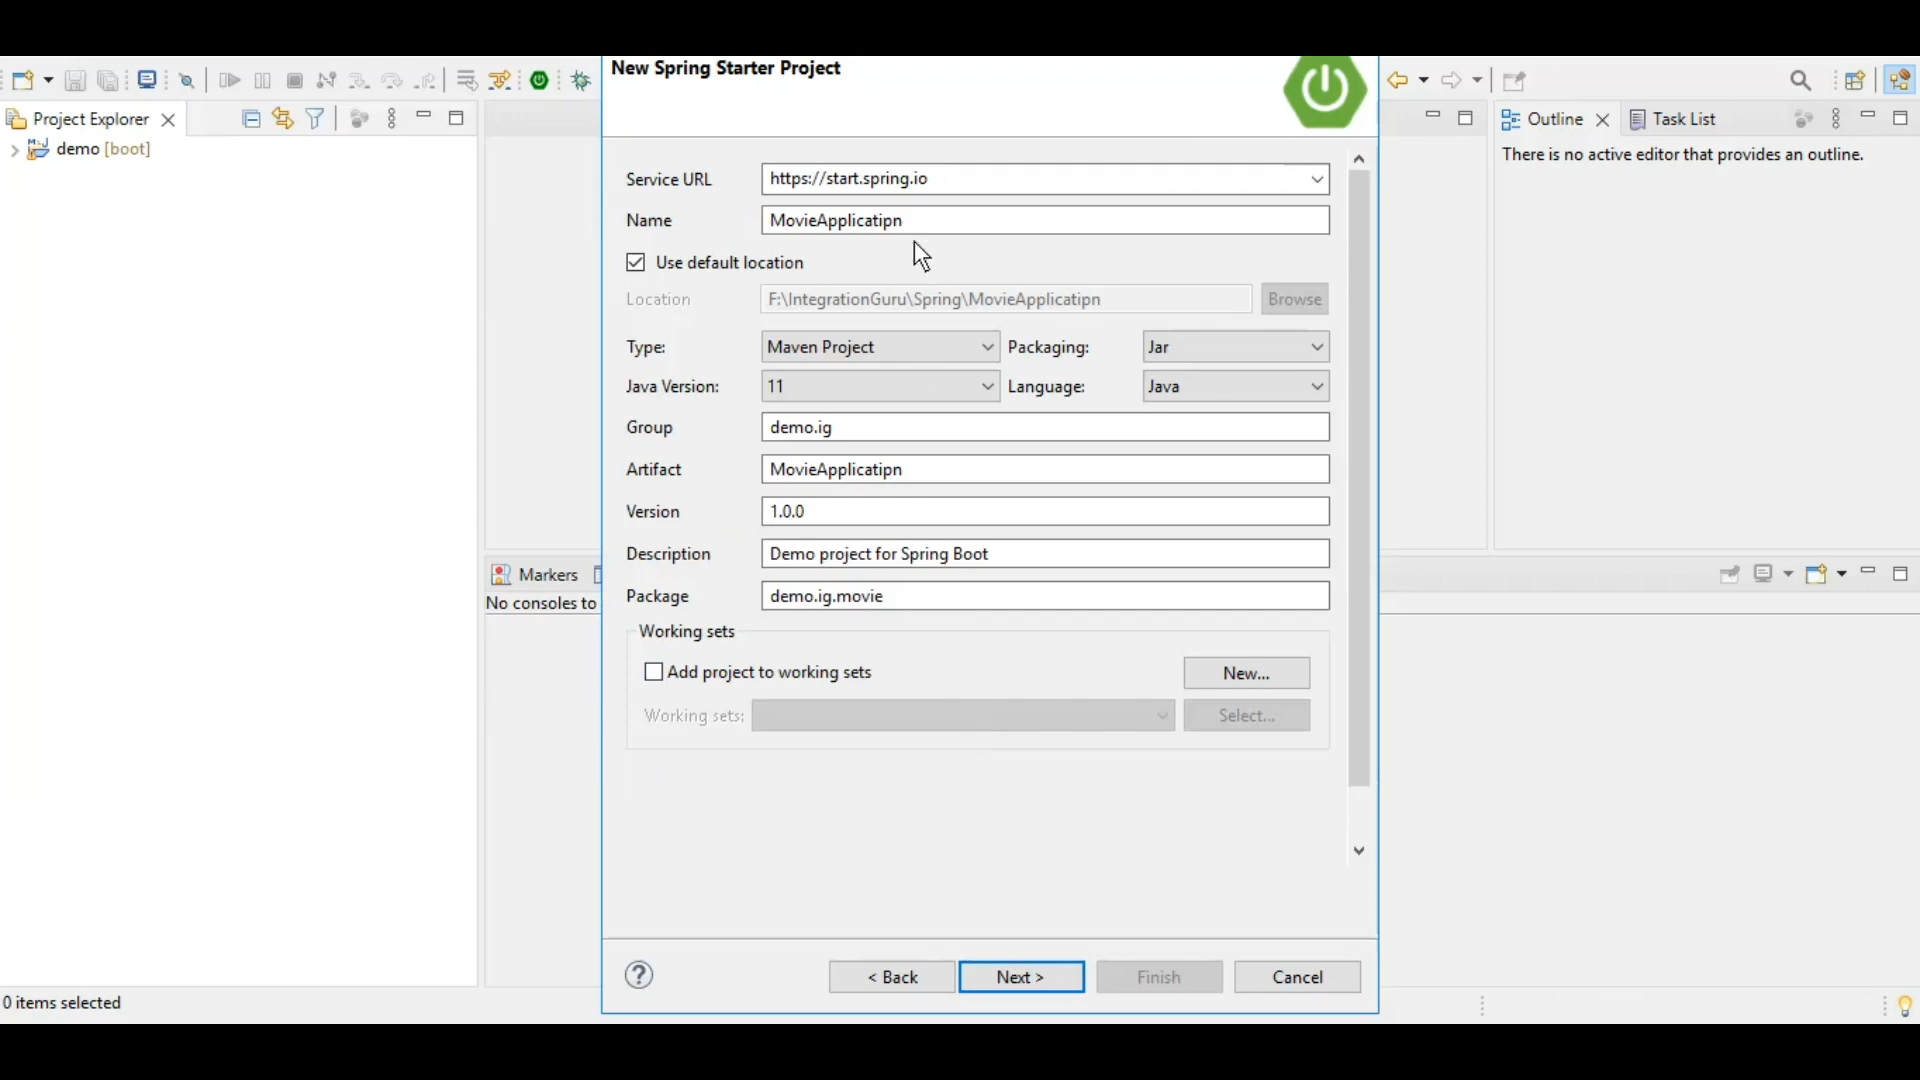 New Spring Starter Project
Project Explorer
demo [boot]
Outline
Task List
There is no active editor that provides an outline.
Service URL https://start.spring.io
Name MovieApplicatipn
Use default location
Location F:\IntegrationGuru\Spring\MovieApplicatipn Browse
Type: Maven Project Packaging: Jar
Java Version: 11 Language: Java
Group demo.ig
Artifact MovieApplicatipn
Version 1.0.0
Description Demo project for Spring Boot
Package demo.ig.movie
Working sets
Add project to working sets New...
Working sets: Select...
Markers
No consoles to
? < Back Next > Finish Cancel
0 items selected